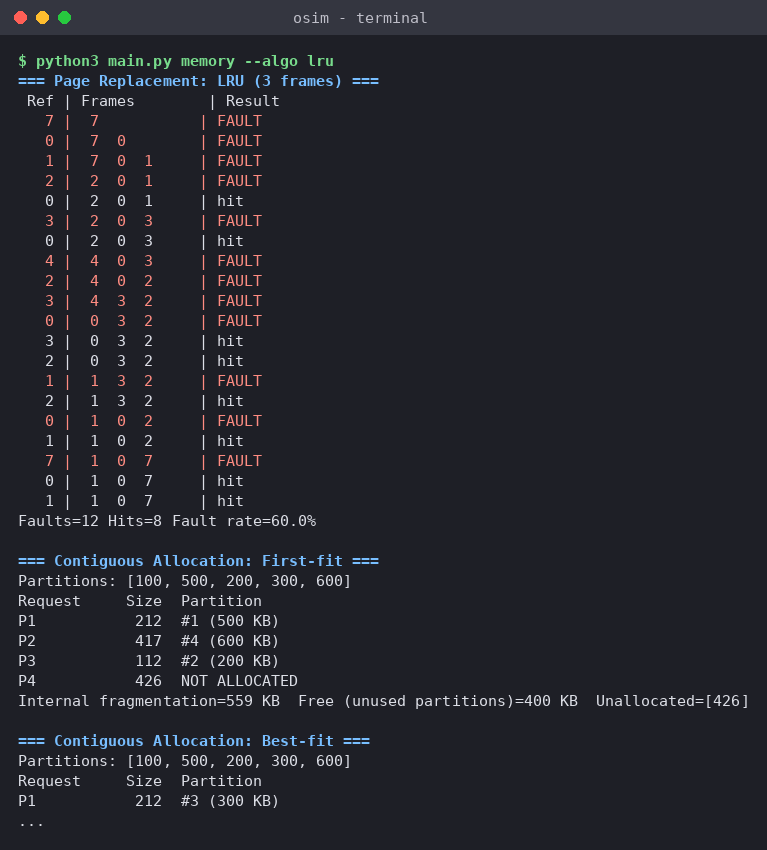 osim - terminal
$ python3 main.py memory --algo lru
=== Page Replacement: LRU (3 frames) ===
 Ref | Frames        | Result
   7 |  7           | FAULT
   0 |  7  0        | FAULT
   1 |  7  0  1     | FAULT
   2 |  2  0  1     | FAULT
   0 |  2  0  1     | hit
   3 |  2  0  3     | FAULT
   0 |  2  0  3     | hit
   4 |  4  0  3     | FAULT
   2 |  4  0  2     | FAULT
   3 |  4  3  2     | FAULT
   0 |  0  3  2     | FAULT
   3 |  0  3  2     | hit
   2 |  0  3  2     | hit
   1 |  1  3  2     | FAULT
   2 |  1  3  2     | hit
   0 |  1  0  2     | FAULT
   1 |  1  0  2     | hit
   7 |  1  0  7     | FAULT
   0 |  1  0  7     | hit
   1 |  1  0  7     | hit
Faults=12 Hits=8 Fault rate=60.0%
=== Contiguous Allocation: First-fit ===
Partitions: [100, 500, 200, 300, 600]
Request     Size  Partition
P1           212  #1 (500 KB)
P2           417  #4 (600 KB)
P3           112  #2 (200 KB)
P4           426  NOT ALLOCATED
Internal fragmentation=559 KB  Free (unused partitions)=400 KB  Unallocated=[426]
=== Contiguous Allocation: Best-fit ===
Partitions: [100, 500, 200, 300, 600]
Request     Size  Partition
P1           212  #3 (300 KB)
...